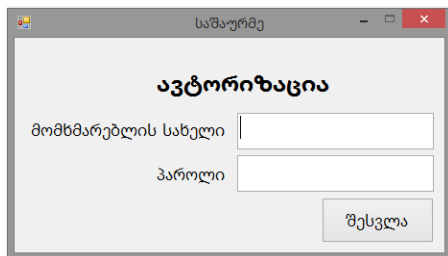 საშაურმე
ავტორიზაცია
მომხმარებლის სახელი
პაროლი
შესვლა